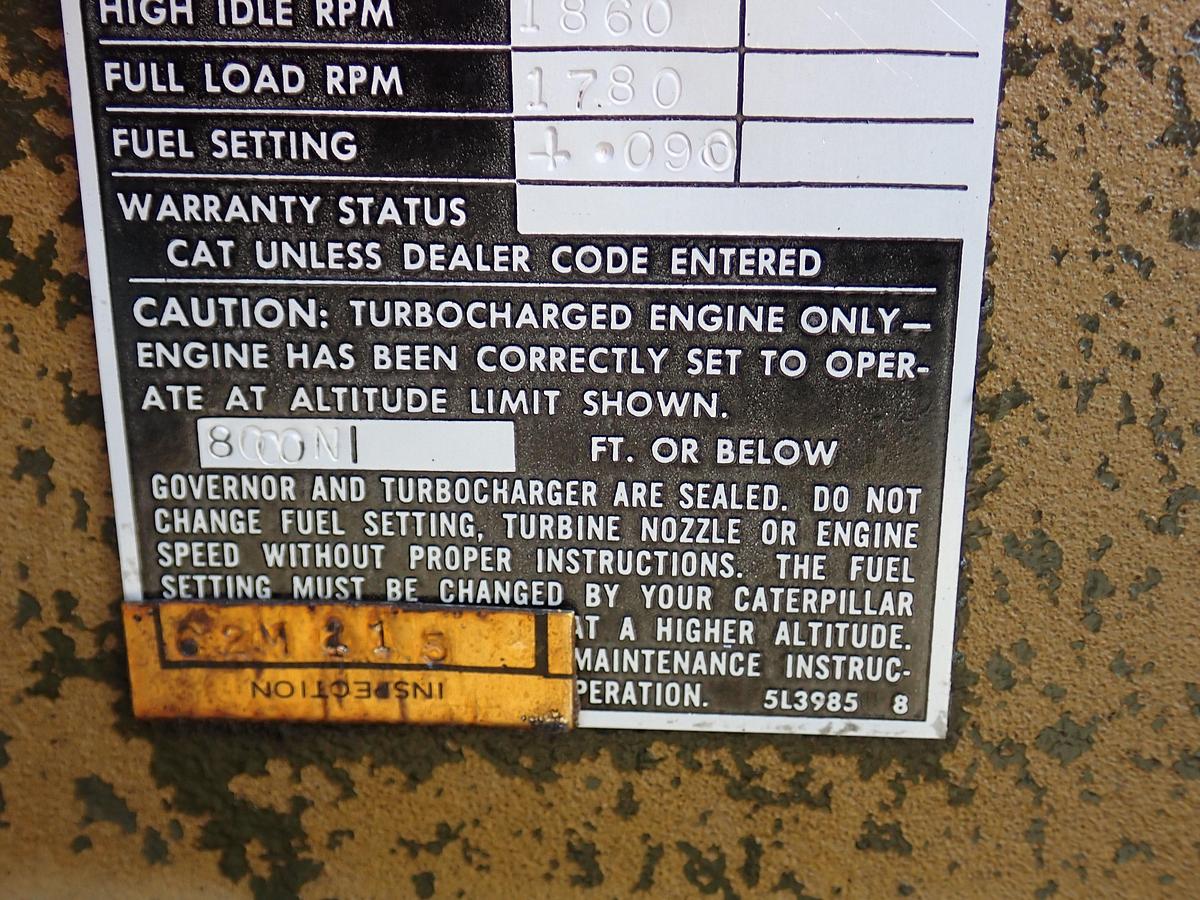 HIGH IDLE RPM 1860
FULL LOAD RPM 1780
FUEL SETTING +.090
WARRANTY STATUS
CAT UNLESS DEALER CODE ENTERED
CAUTION: TURBOCHARGED ENGINE ONLY—
ENGINE HAS BEEN CORRECTLY SET TO OPER-
ATE AT ALTITUDE LIMIT SHOWN.
FT. OR BELOW
GOVERNOR AND TURBOCHARGER ARE SEALED. DO NOT
CHANGE FUEL SETTING, TURBINE NOZZLE OR ENGINE
SPEED WITHOUT PROPER INSTRUCTIONS. THE FUEL
SETTING MUST BE CHANGED BY YOUR CATERPILLAR
AT A HIGHER ALTITUDE.
MAINTENANCE INSTRUC-
PERATION. 5L3985 8
INSPECTION